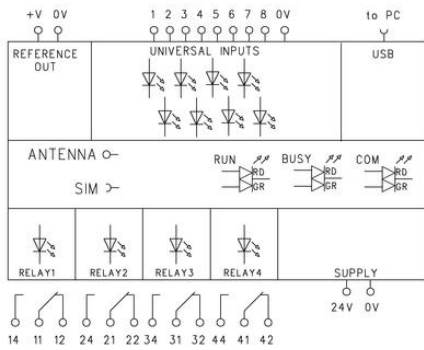 +V 0V 1 2 3 4 5 6 7 8 0V to PC
REFERENCE OUT
UNIVERSAL INPUTS
USB
ANTENNA
RUN RD GR
BUSY RD GR
COM RD GR
SIM
RELAY1 RELAY2 RELAY3 RELAY4 SUPPLY
24V 0V
14 11 12 24 21 22 34 31 32 44 41 42